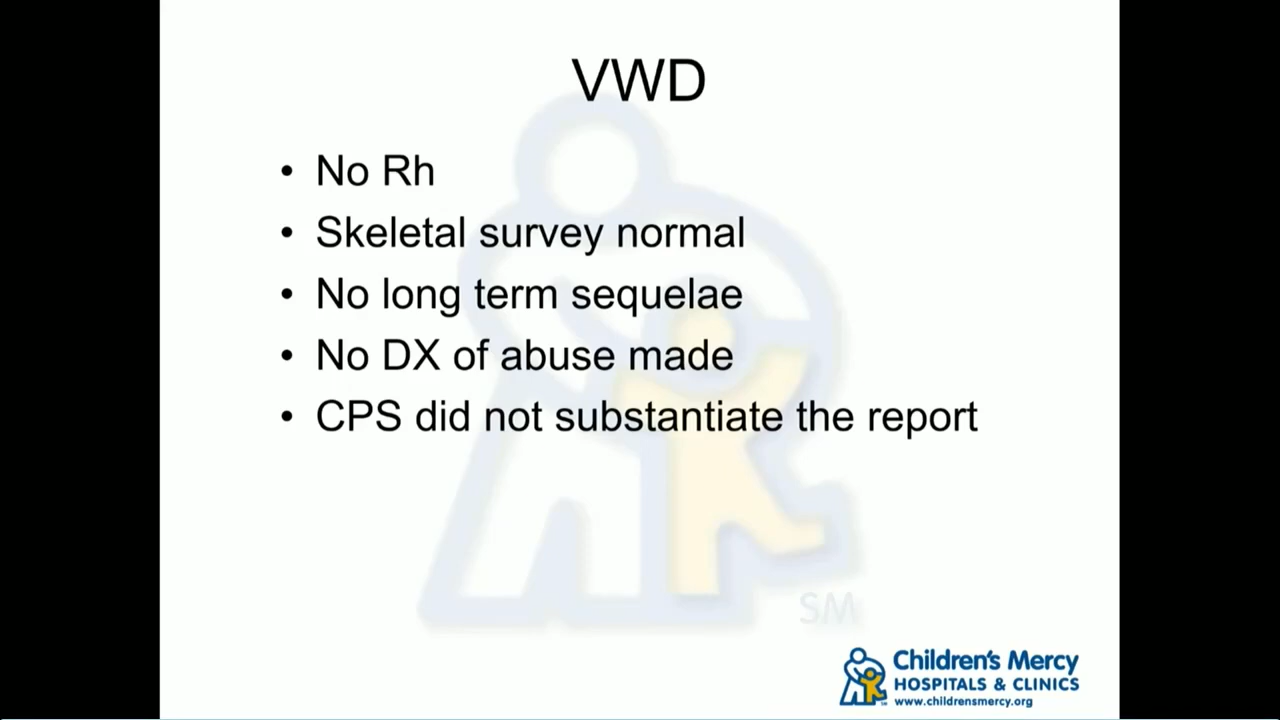 VWD
• No Rh
• Skeletal survey normal
• No long term sequelae
• No DX of abuse made
• CPS did not substantiate the report
SM
Children's Mercy
HOSPITALS & CLINICS
www.childrensmercy.org